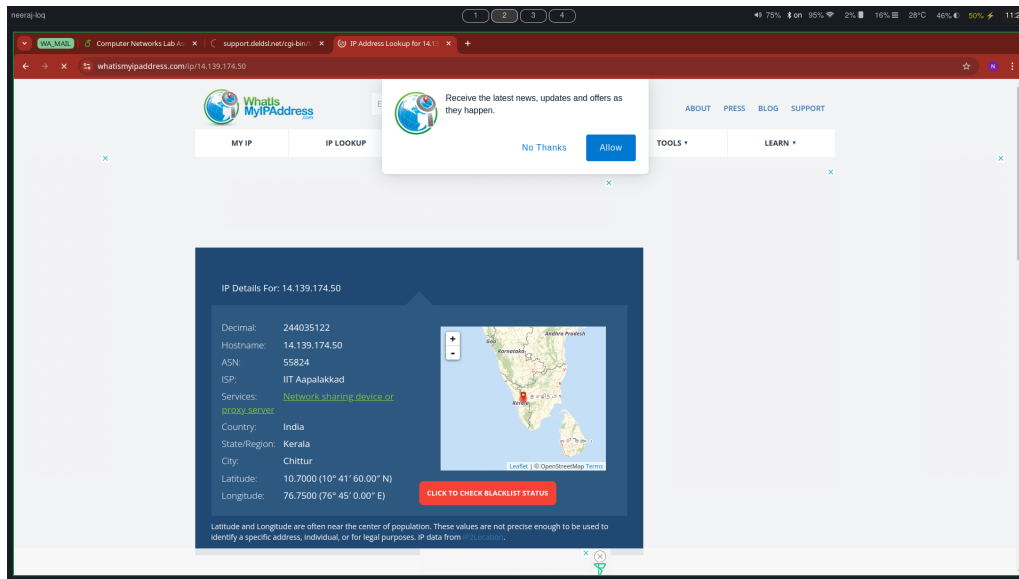 neeraj-loq
1 2 3 4
75% on 95% 2% 16% 28°C 46% 50% 11:2
WA_MAIL Computer Networks Lab As support.deldsl.net/cgi-bin/t IP Address Lookup for 14.13
whatismyipaddress.com/ip/14.139.174.50
N
WhatIs
MyIPAddress
.com
E
Receive the latest news, updates and offers as
they happen.
No Thanks Allow
ABOUT PRESS BLOG SUPPORT
MY IP IP LOOKUP TOOLS LEARN
IP Details For: 14.139.174.50
Decimal: 244035122
Hostname: 14.139.174.50
ASN: 55824
ISP: IIT Aapalakkad
Services: Network sharing device or
proxy server
Country: India
State/Region: Kerala
City: Chittur
Latitude: 10.7000 (10° 41′ 60.00″ N)
Longitude: 76.7500 (76° 45′ 0.00″ E)
+
-
Andhra Pradesh
Goa
Karnataka
Kerala
Leaflet | © OpenStreetMap Terms
CLICK TO CHECK BLACKLIST STATUS
Latitude and Longitude are often near the center of population. These values are not precise enough to be used to
identify a specific address, individual, or for legal purposes. IP data from IP2Location.